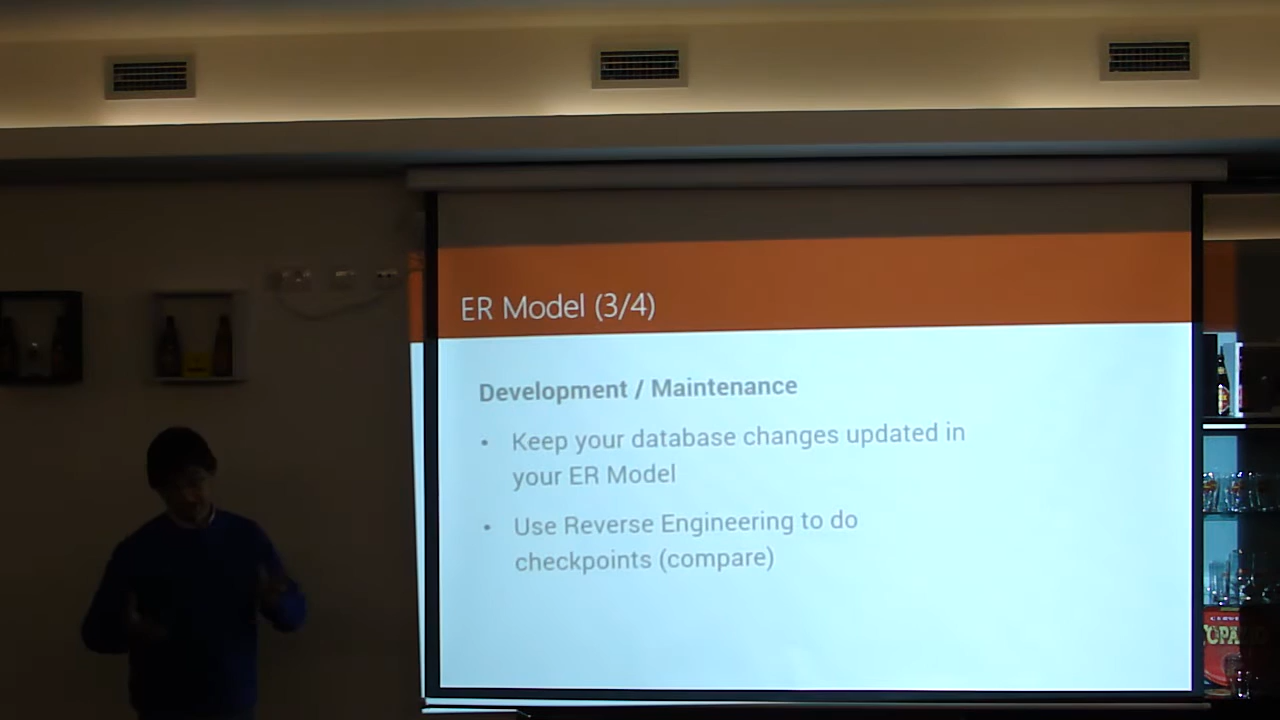 ER Model (3/4)
Development / Maintenance
• Keep your database changes updated in
your ER Model
• Use Reverse Engineering to do
checkpoints (compare)